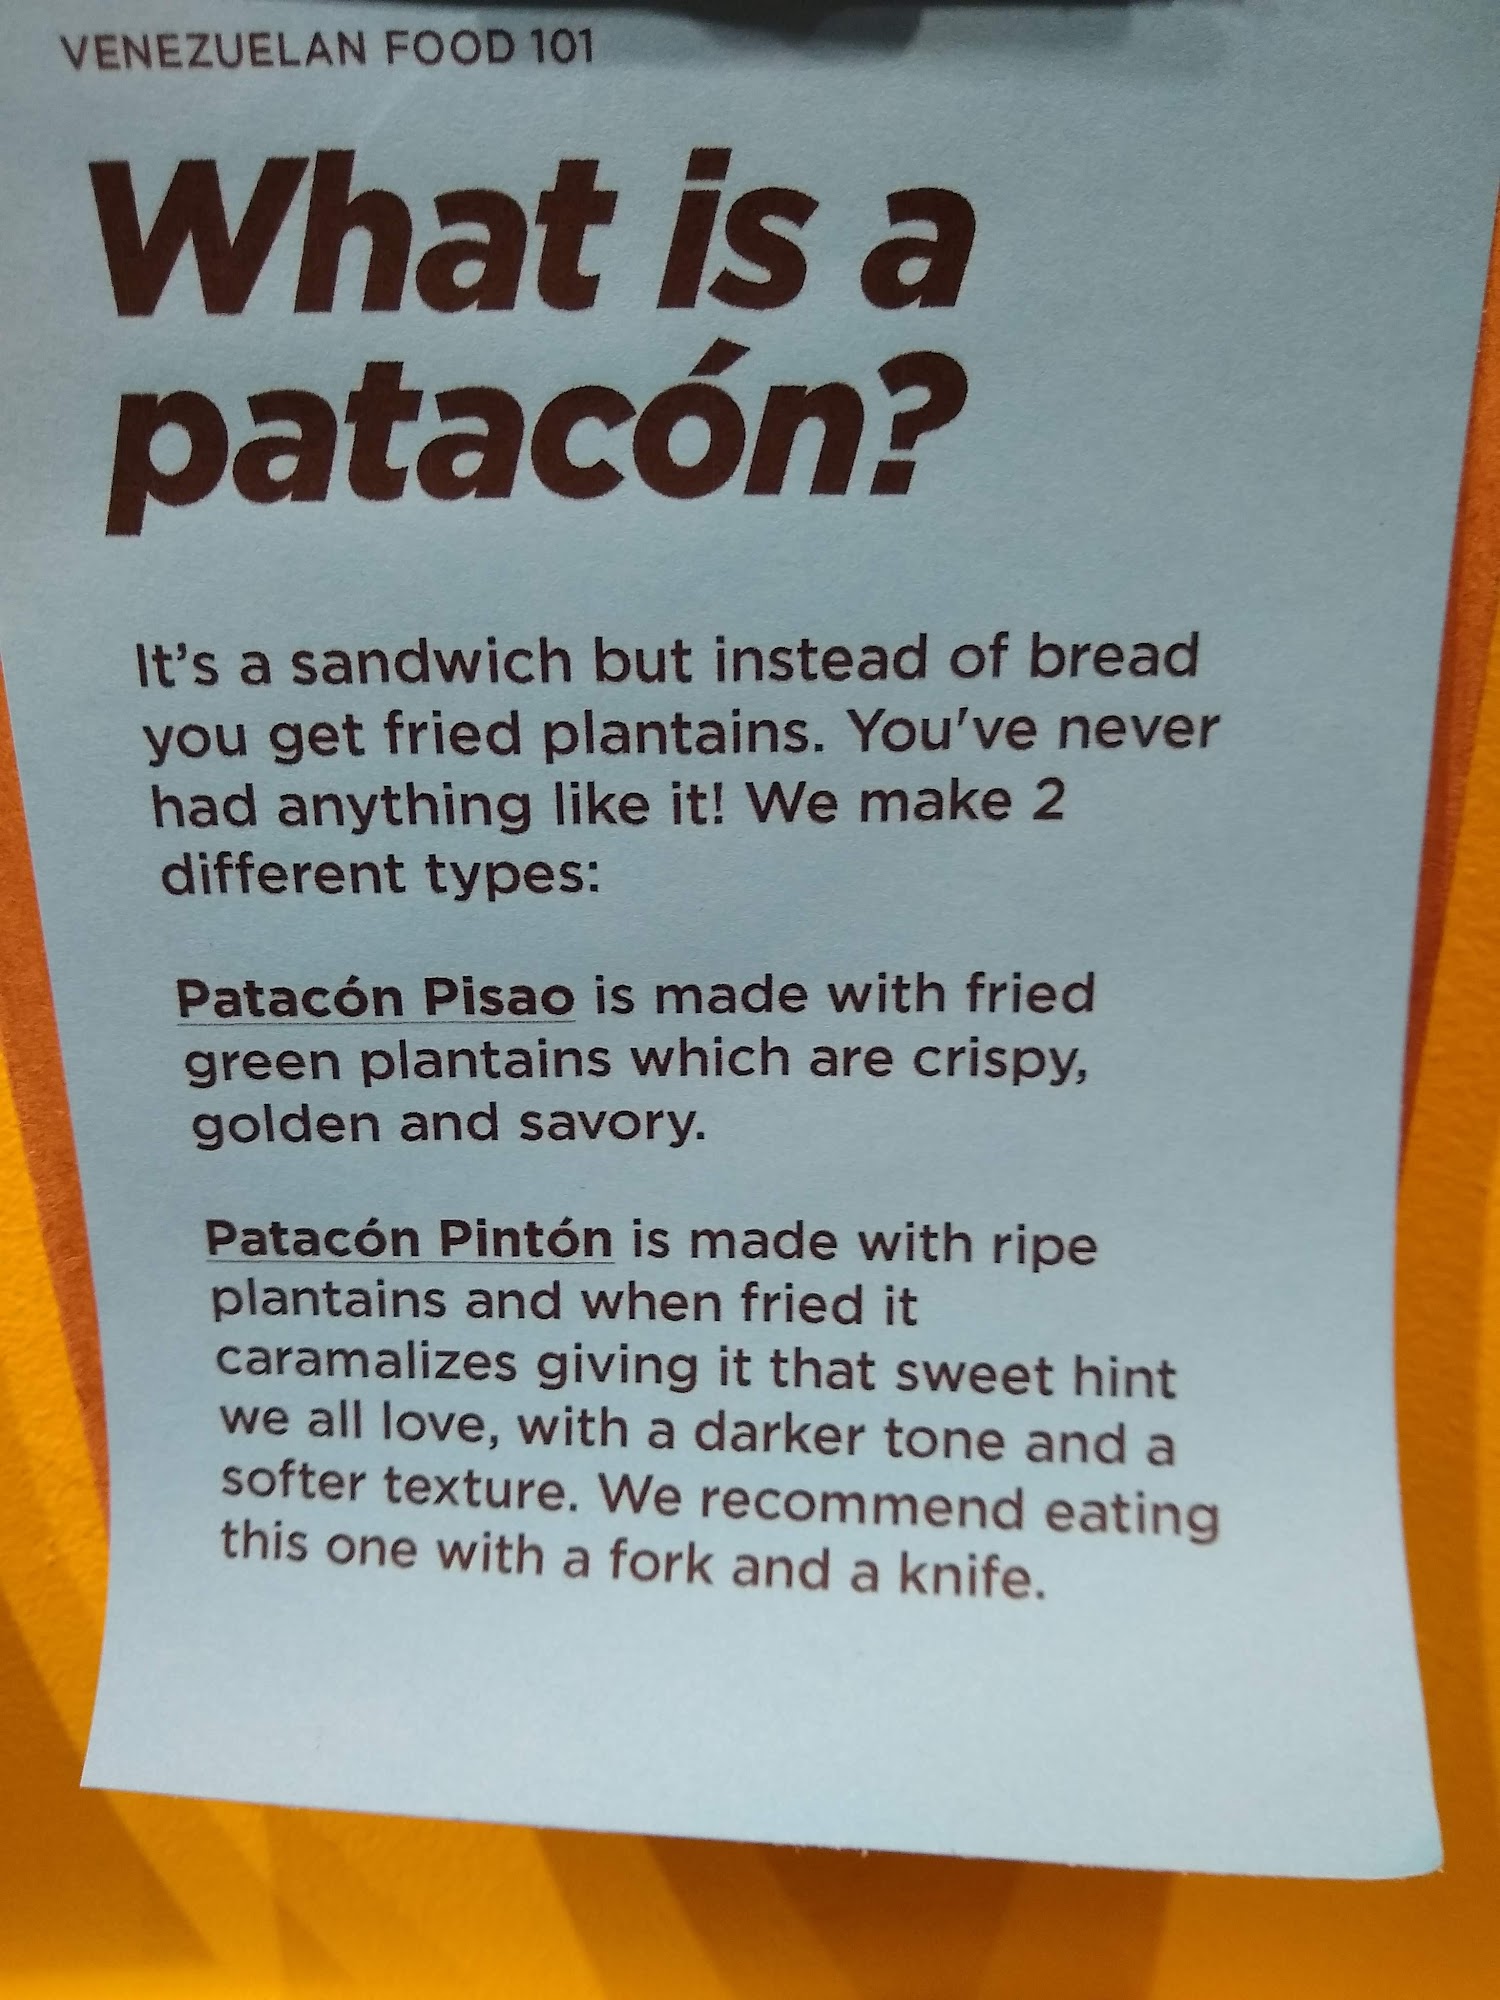 VENEZUELAN FOOD 101
What is a
patacón?
It's a sandwich but instead of bread
you get fried plantains. You've never
had anything like it! We make 2
different types:
Patacón Pisao is made with fried
green plantains which are crispy,
golden and savory.
Patacón Pintón is made with ripe
plantains and when fried it
caramalizes giving it that sweet hint
we all love, with a darker tone and a
softer texture. We recommend eating
this one with a fork and a knife.